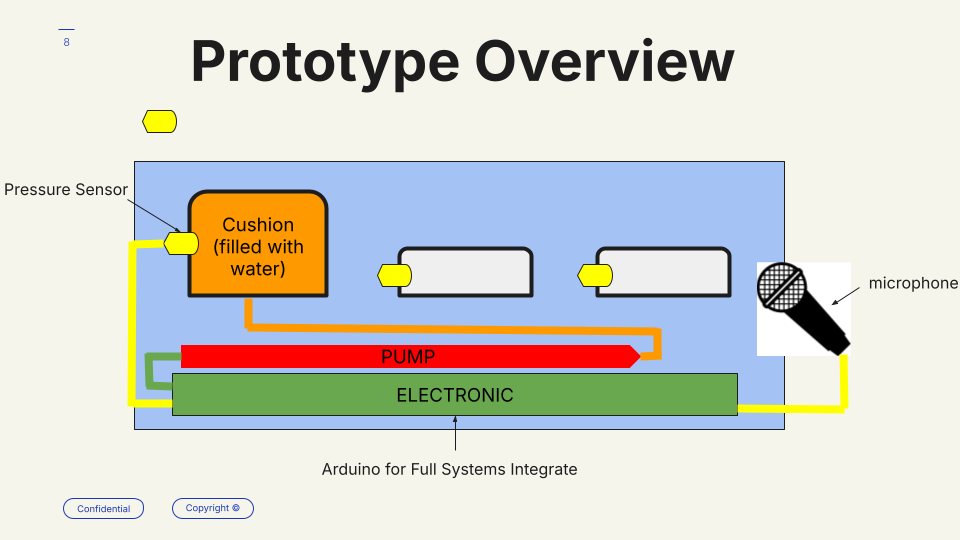 8
Prototype Overview
Pressure Sensor
Cushion
(filled with
water)
microphone
PUMP
ELECTRONIC
Arduino for Full Systems Integrate
Confidential
Copyright ©